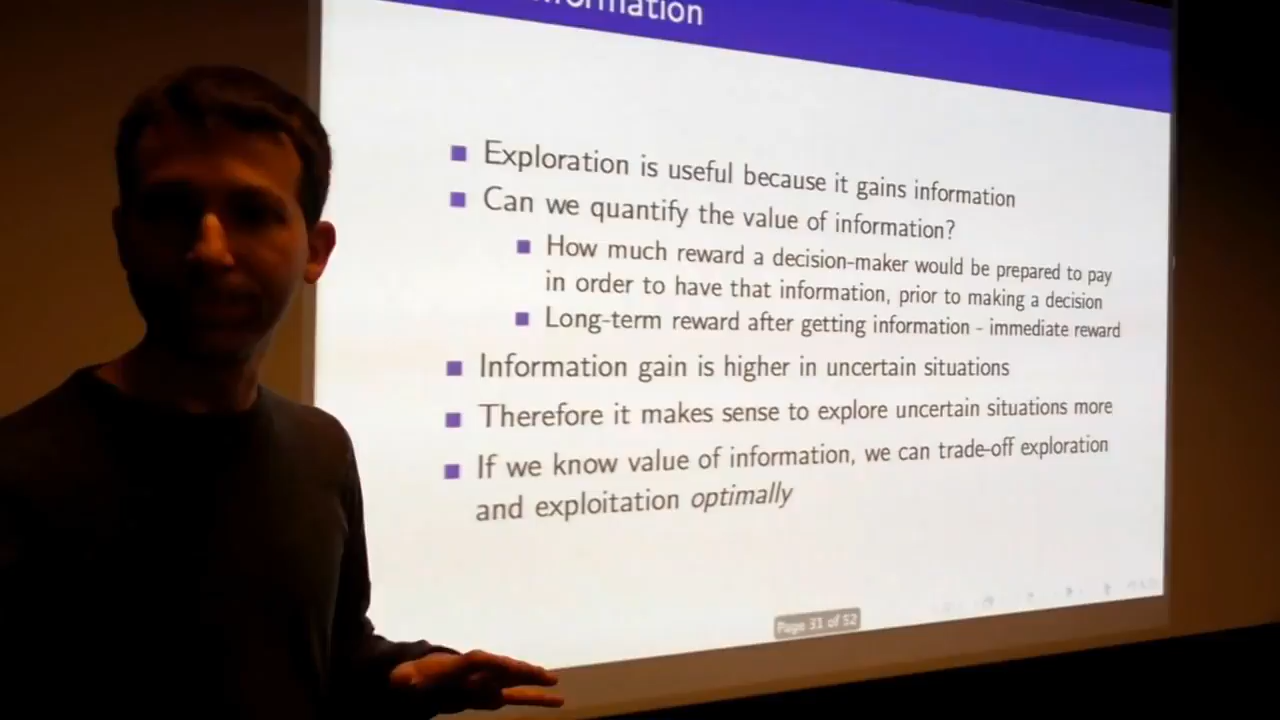 Exploration is useful because it gains information
Can we quantify the value of information?
How much reward a decision-maker would be prepared to pay
in order to have that information, prior to making a decision
Long-term reward after getting information - immediate reward
Information gain is higher in uncertain situations
Therefore it makes sense to explore uncertain situations more
If we know value of information, we can trade-off exploration
and exploitation optimally
Page 31 of 52